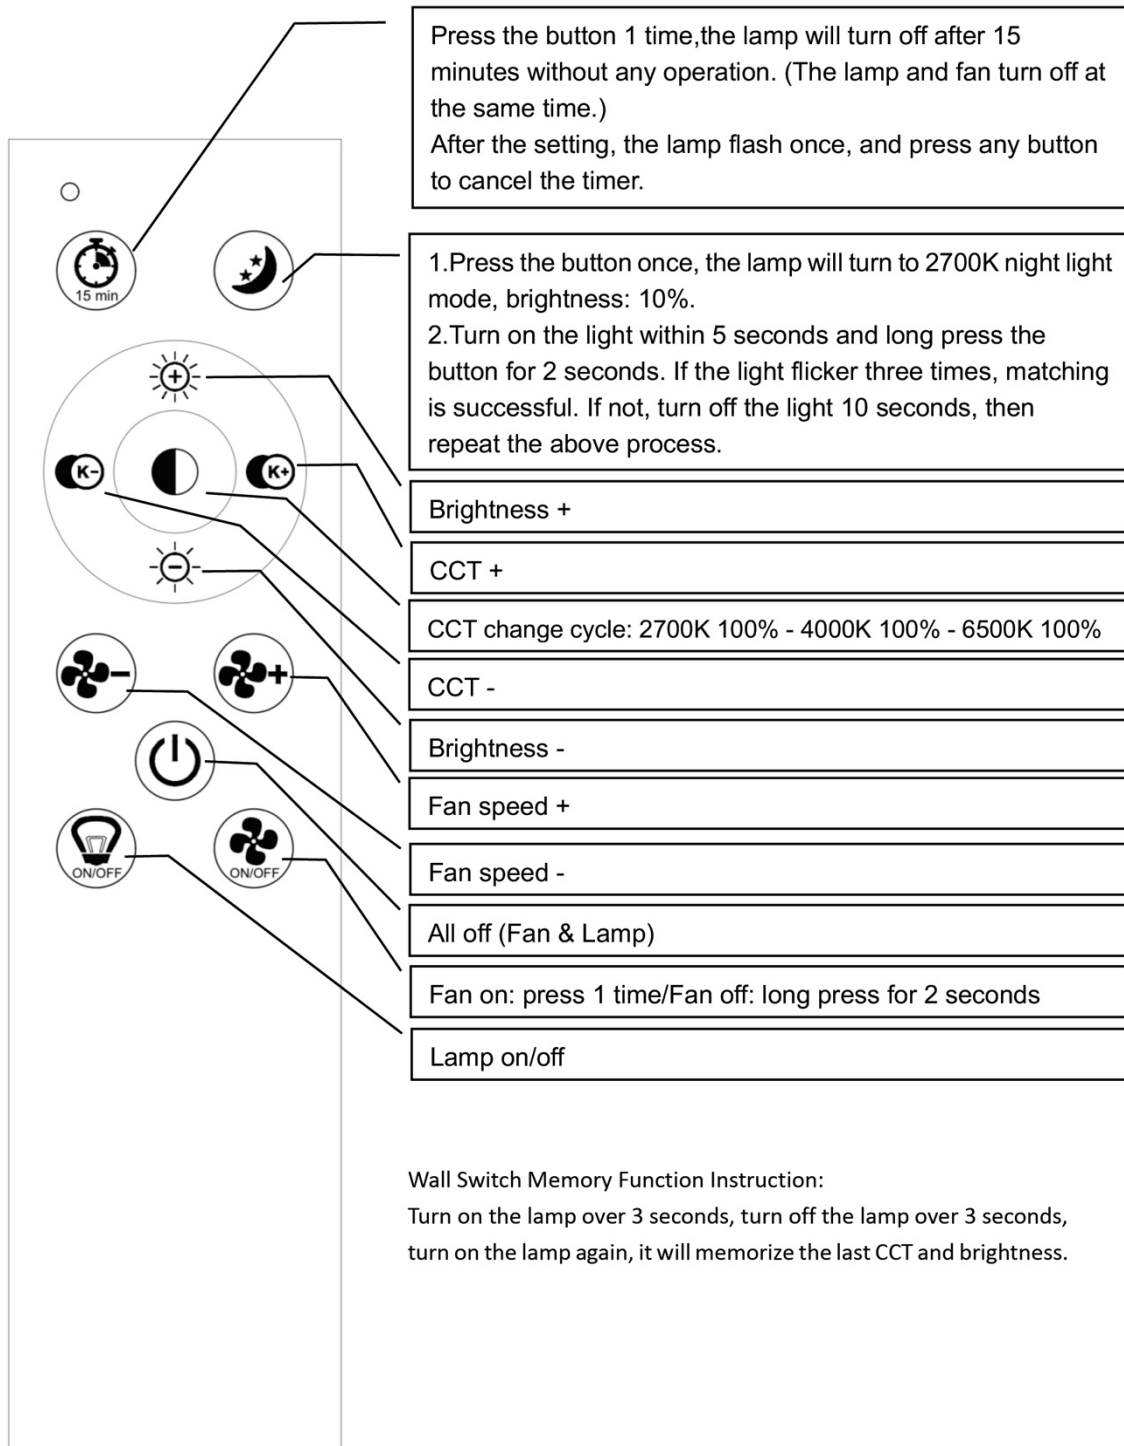 Press the button 1 time,the lamp will turn off after 15
minutes without any operation. (The lamp and fan turn off at
the same time.)
After the setting, the lamp flash once, and press any button
to cancel the timer.
15 min
1.Press the button once, the lamp will turn to 2700K night light
mode, brightness: 10%.
2.Turn on the light within 5 seconds and long press the
button for 2 seconds. If the light flicker three times, matching
is successful. If not, turn off the light 10 seconds, then
repeat the above process.
K-
K+
Brightness +
CCT +
CCT change cycle: 2700K 100% - 4000K 100% - 6500K 100%
CCT -
Brightness -
Fan speed +
Fan speed -
ON/OFF
ON/OFF
All off (Fan & Lamp)
Fan on: press 1 time/Fan off: long press for 2 seconds
Lamp on/off
Wall Switch Memory Function Instruction:
Turn on the lamp over 3 seconds, turn off the lamp over 3 seconds,
turn on the lamp again, it will memorize the last CCT and brightness.